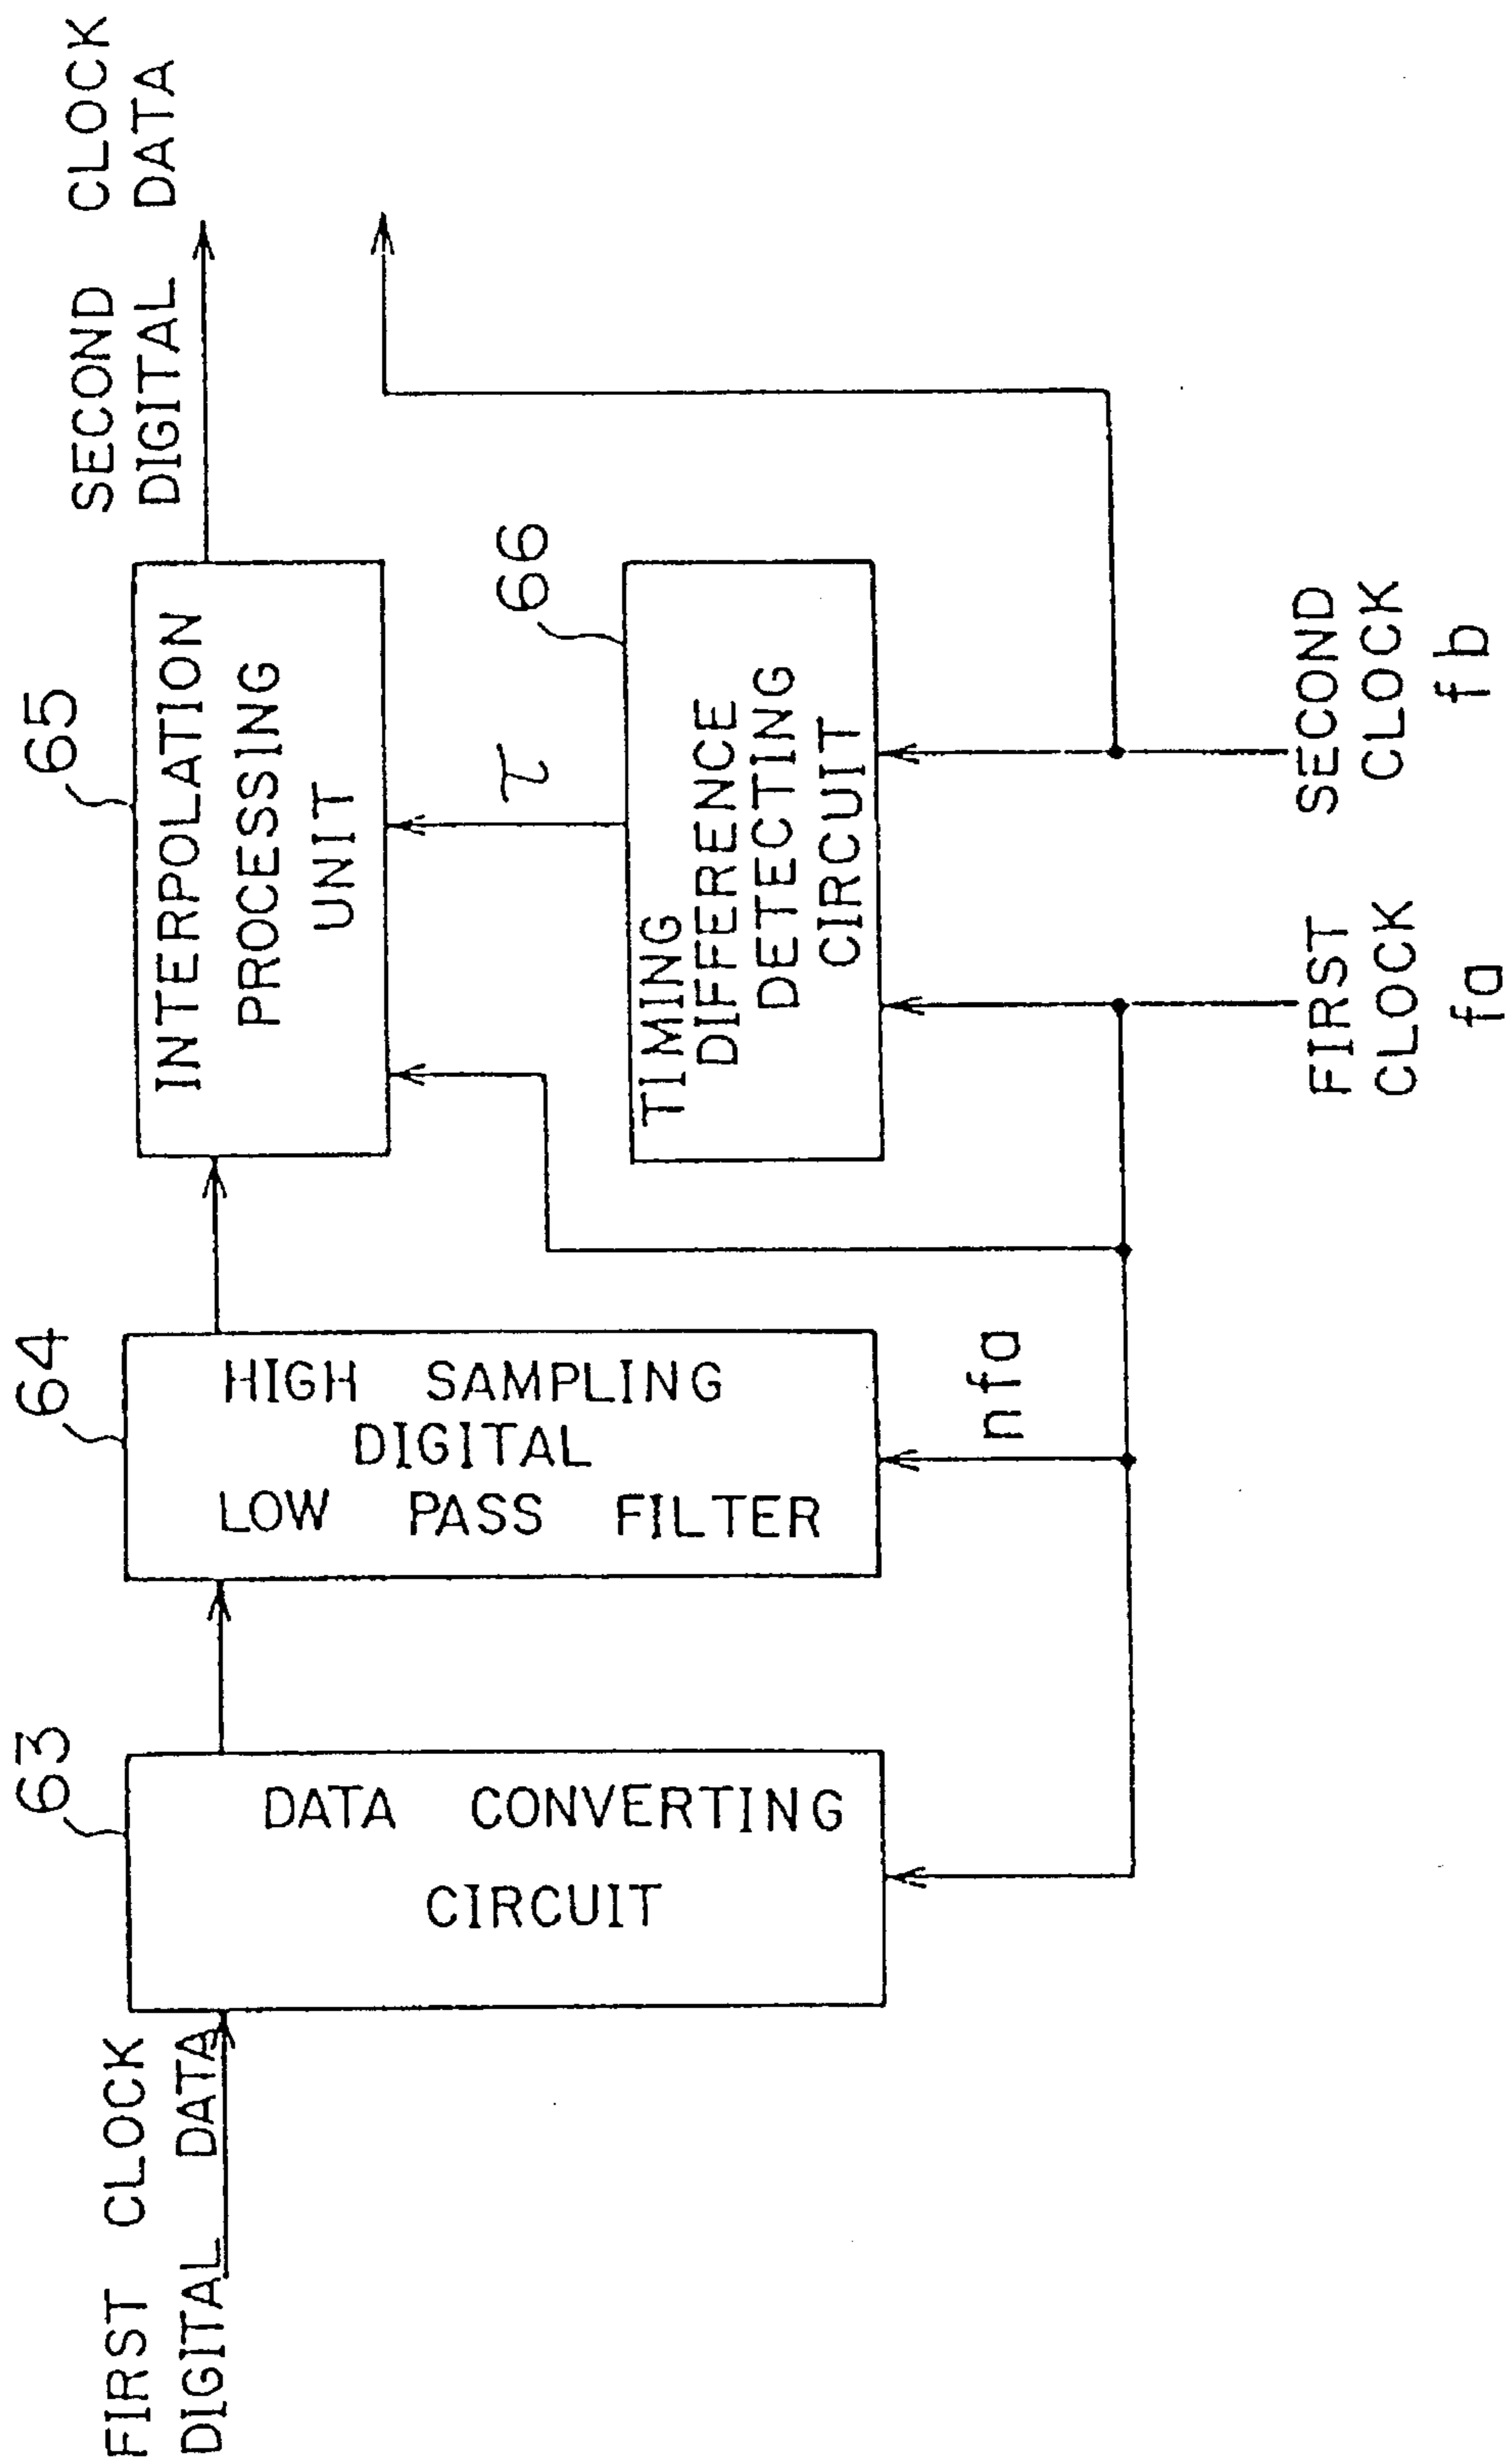 FIRST CLOCK
DIGITAL DATA
63
DATA CONVERTING
CIRCUIT
64
HIGH SAMPLING
DIGITAL
LOW PASS FILTER
nfa
65
INTERPOLATION
PROCESSING
UNIT
τ
66
TIMING
DIFFERENCE
DETECTING
CIRCUIT
SECOND CLOCK
DIGITAL DATA
FIRST
CLOCK
fa
SECOND
CLOCK
fb